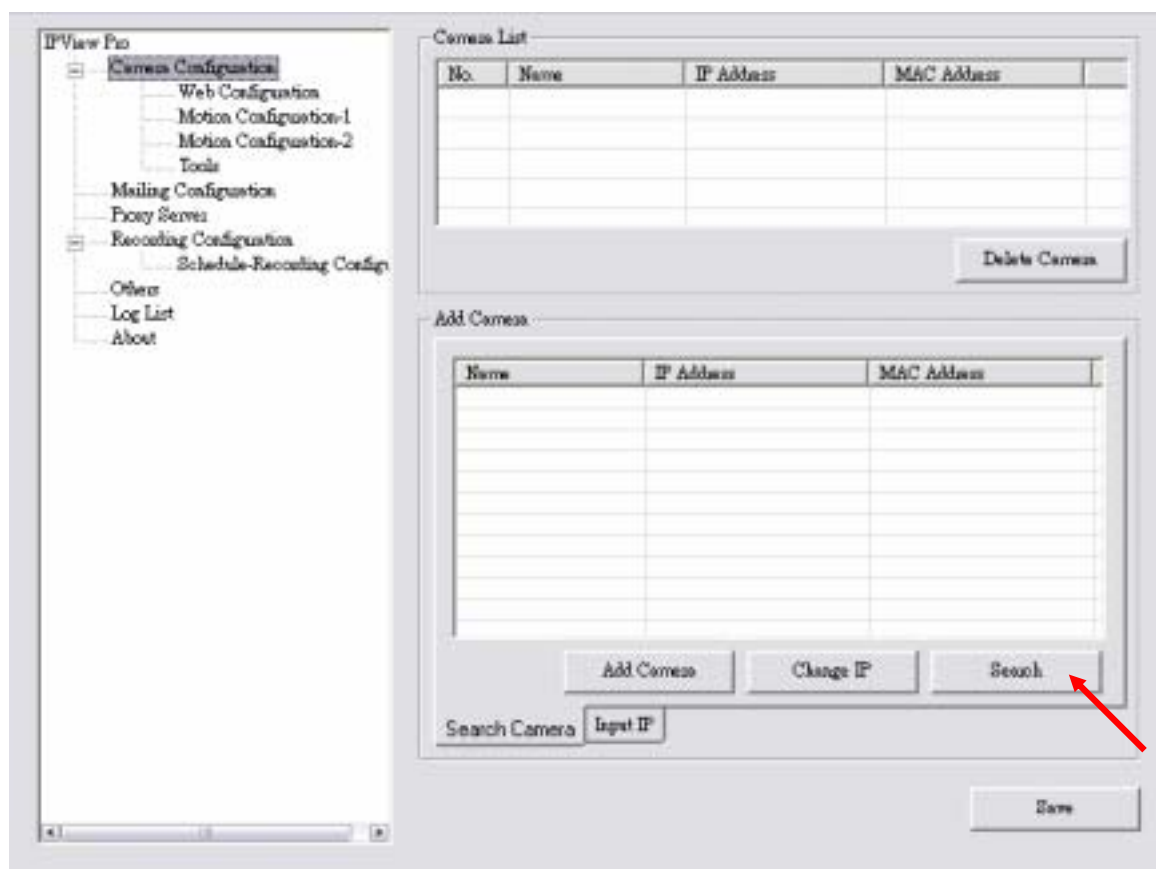 IPView Pro
Camera Configuration
Web Configuration
Motion Configuration-1
Motion Configuration-2
Tools
Mailing Configuration
Proxy Server
Recording Configuration
Schedule-Recording Configu
Others
Log List
About
Camera List
No. Name IP Address MAC Address
Delete Camera
Add Camera
Name IP Address MAC Address
Add Camera Change IP Search
Search Camera Input IP
Save